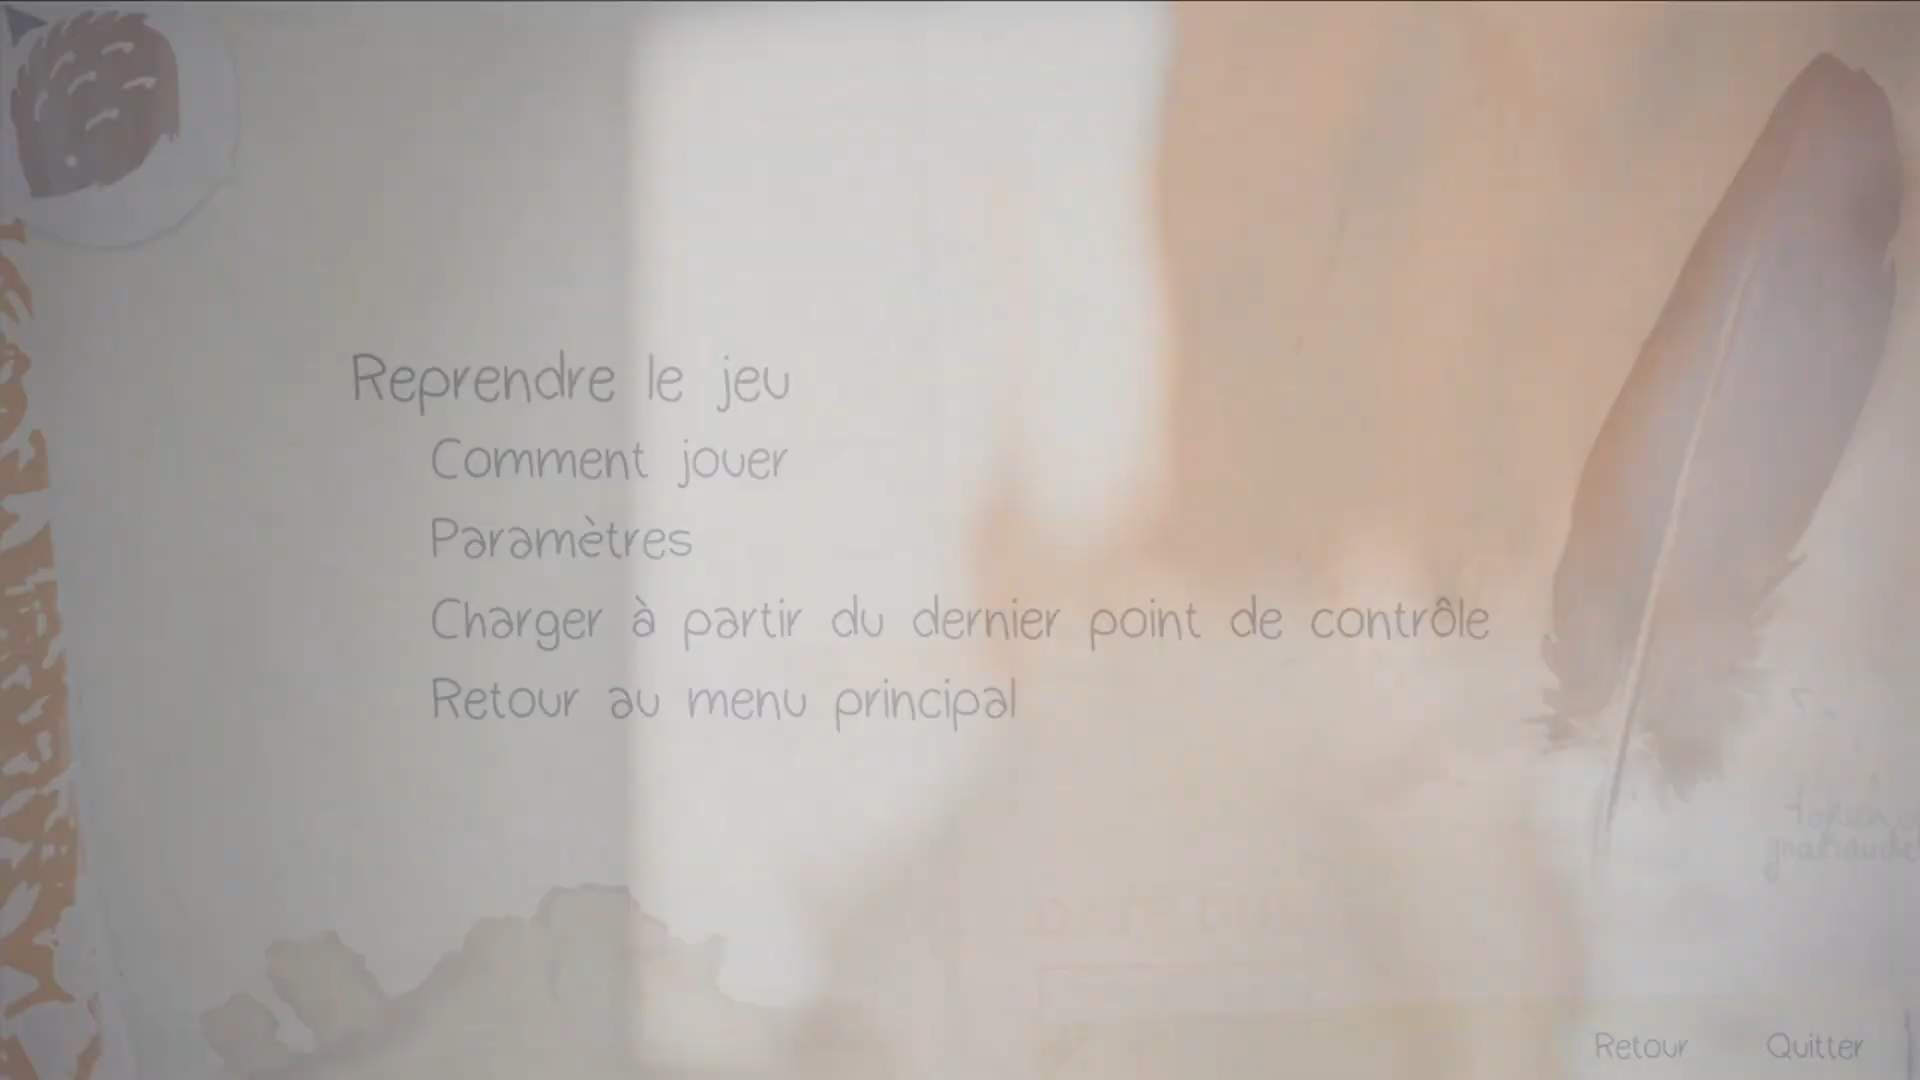 Reprendre le jeu
Comment jouer
Paramètres
Charger à partir du dernier point de contrôle
Retour au menu principal
Retour Quitter